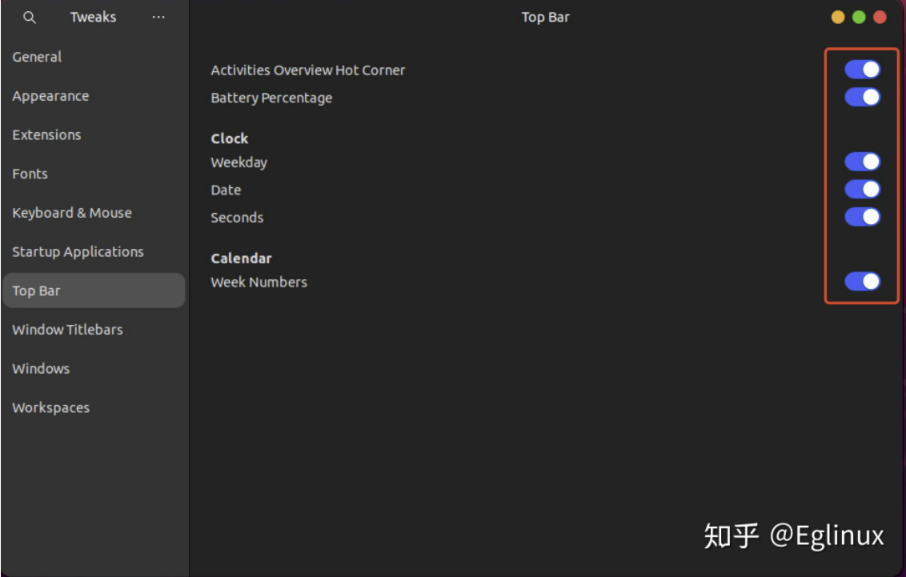 Tweaks
Top Bar
General
Appearance
Extensions
Fonts
Keyboard & Mouse
Startup Applications
Top Bar
Window Titlebars
Windows
Workspaces
Activities Overview Hot Corner
Battery Percentage
Clock
Weekday
Date
Seconds
Calendar
Week Numbers
知乎 @Eglinux